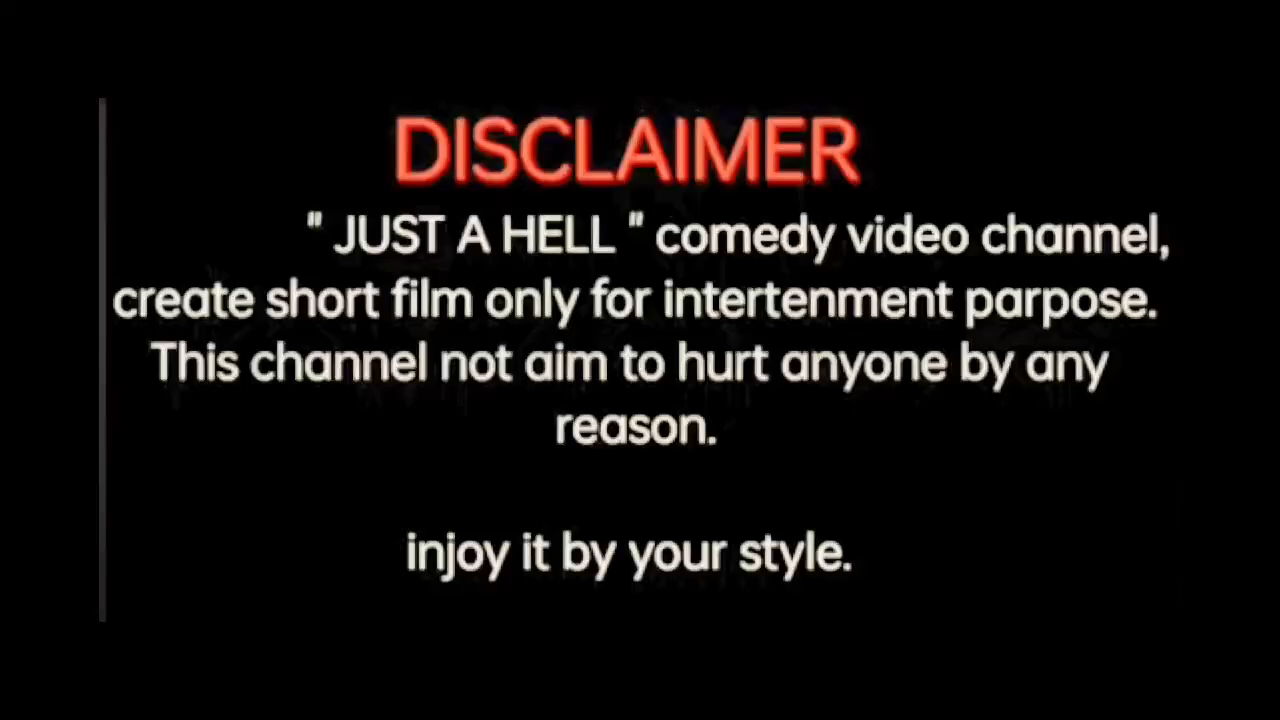 DISCLAIMER
" JUST A HELL " comedy video channel,
create short film only for intertenment parpose.
This channel not aim to hurt anyone by any
reason.
injoy it by your style.